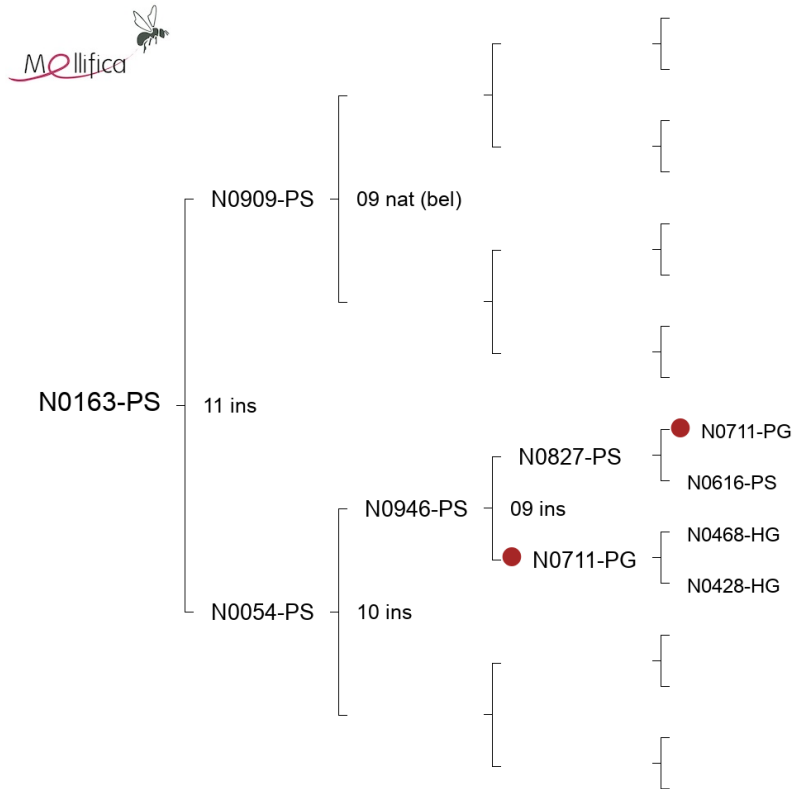 Mellifica
N0909-PS
09 nat (bel)
N0163-PS
11 ins
N0711-PG
N0827-PS
N0616-PS
N0946-PS
09 ins
N0468-HG
N0711-PG
N0428-HG
N0054-PS
10 ins